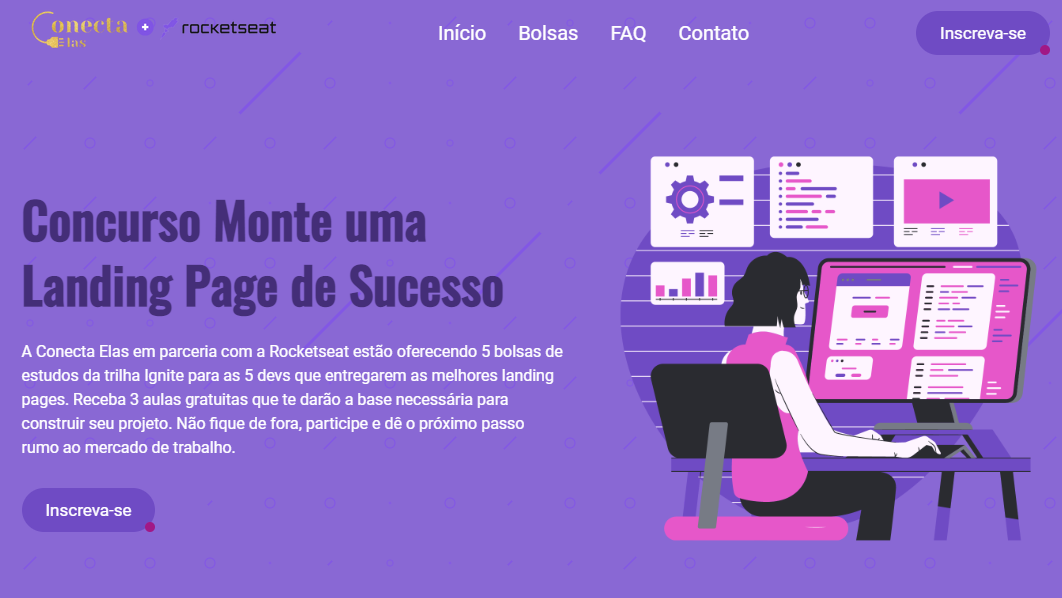 Conecta Elas + rocketseat
Início Bolsas FAQ Contato
Inscreva-se
Concurso Monte uma
Landing Page de Sucesso
A Conecta Elas em parceria com a Rocketseat estão oferecendo 5 bolsas de
estudos da trilha Ignite para as 5 devs que entregarem as melhores landing
pages. Receba 3 aulas gratuitas que te darão a base necessária para
construir seu projeto. Não fique de fora, participe e dê o próximo passo
rumo ao mercado de trabalho.
Inscreva-se